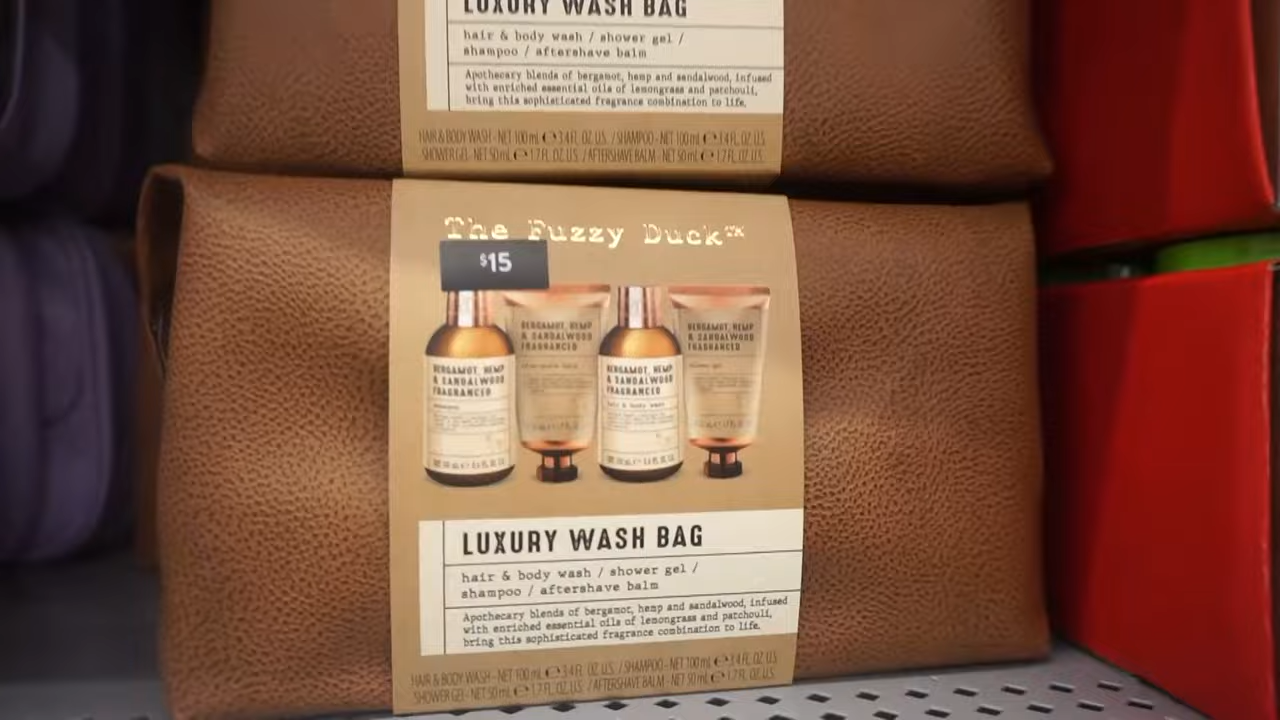 LUXURY WASH BAG
hair & body wash / shower gel /
shampoo / aftershave balm
Apothecary blends of bergamot, hemp and sandalwood, infused
with enriched essential oils of lemongrass and patchouli,
bring this sophisticated fragrance combination to life.
HAIR & BODY WASH - NET 100 mL ℮ 3.4 FL. OZ. U.S. / SHAMPOO - NET 100 mL ℮ 3.4 FL. OZ. U.S.
SHOWER GEL - NET 50 mL ℮ 1.7 FL. OZ. U.S. / AFTERSHAVE BALM - NET 50 mL ℮ 1.7 FL. OZ. U.S.
The Fuzzy Duck™
$15
BERGAMOT, HEMP
& SANDALWOOD
FRAGRANCED
BERGAMOT, HEMP
& SANDALWOOD
FRAGRANCED
shower gel
BERGAMOT, HEMP
& SANDALWOOD
FRAGRANCED
BERGAMOT, HEMP
& SANDALWOOD
FRAGRANCED
hair & body wash
LUXURY WASH BAG
hair & body wash / shower gel /
shampoo / aftershave balm
Apothecary blends of bergamot, hemp and sandalwood, infused
with enriched essential oils of lemongrass and patchouli,
bring this sophisticated fragrance combination to life.
HAIR & BODY WASH - NET 100 mL ℮ 3.4 FL. OZ. U.S. / SHAMPOO - NET 100 mL ℮ 3.4 FL. OZ. U.S.
SHOWER GEL - NET 50 mL ℮ 1.7 FL. OZ. U.S. / AFTERSHAVE BALM - NET 50 mL ℮ 1.7 FL. OZ. U.S.